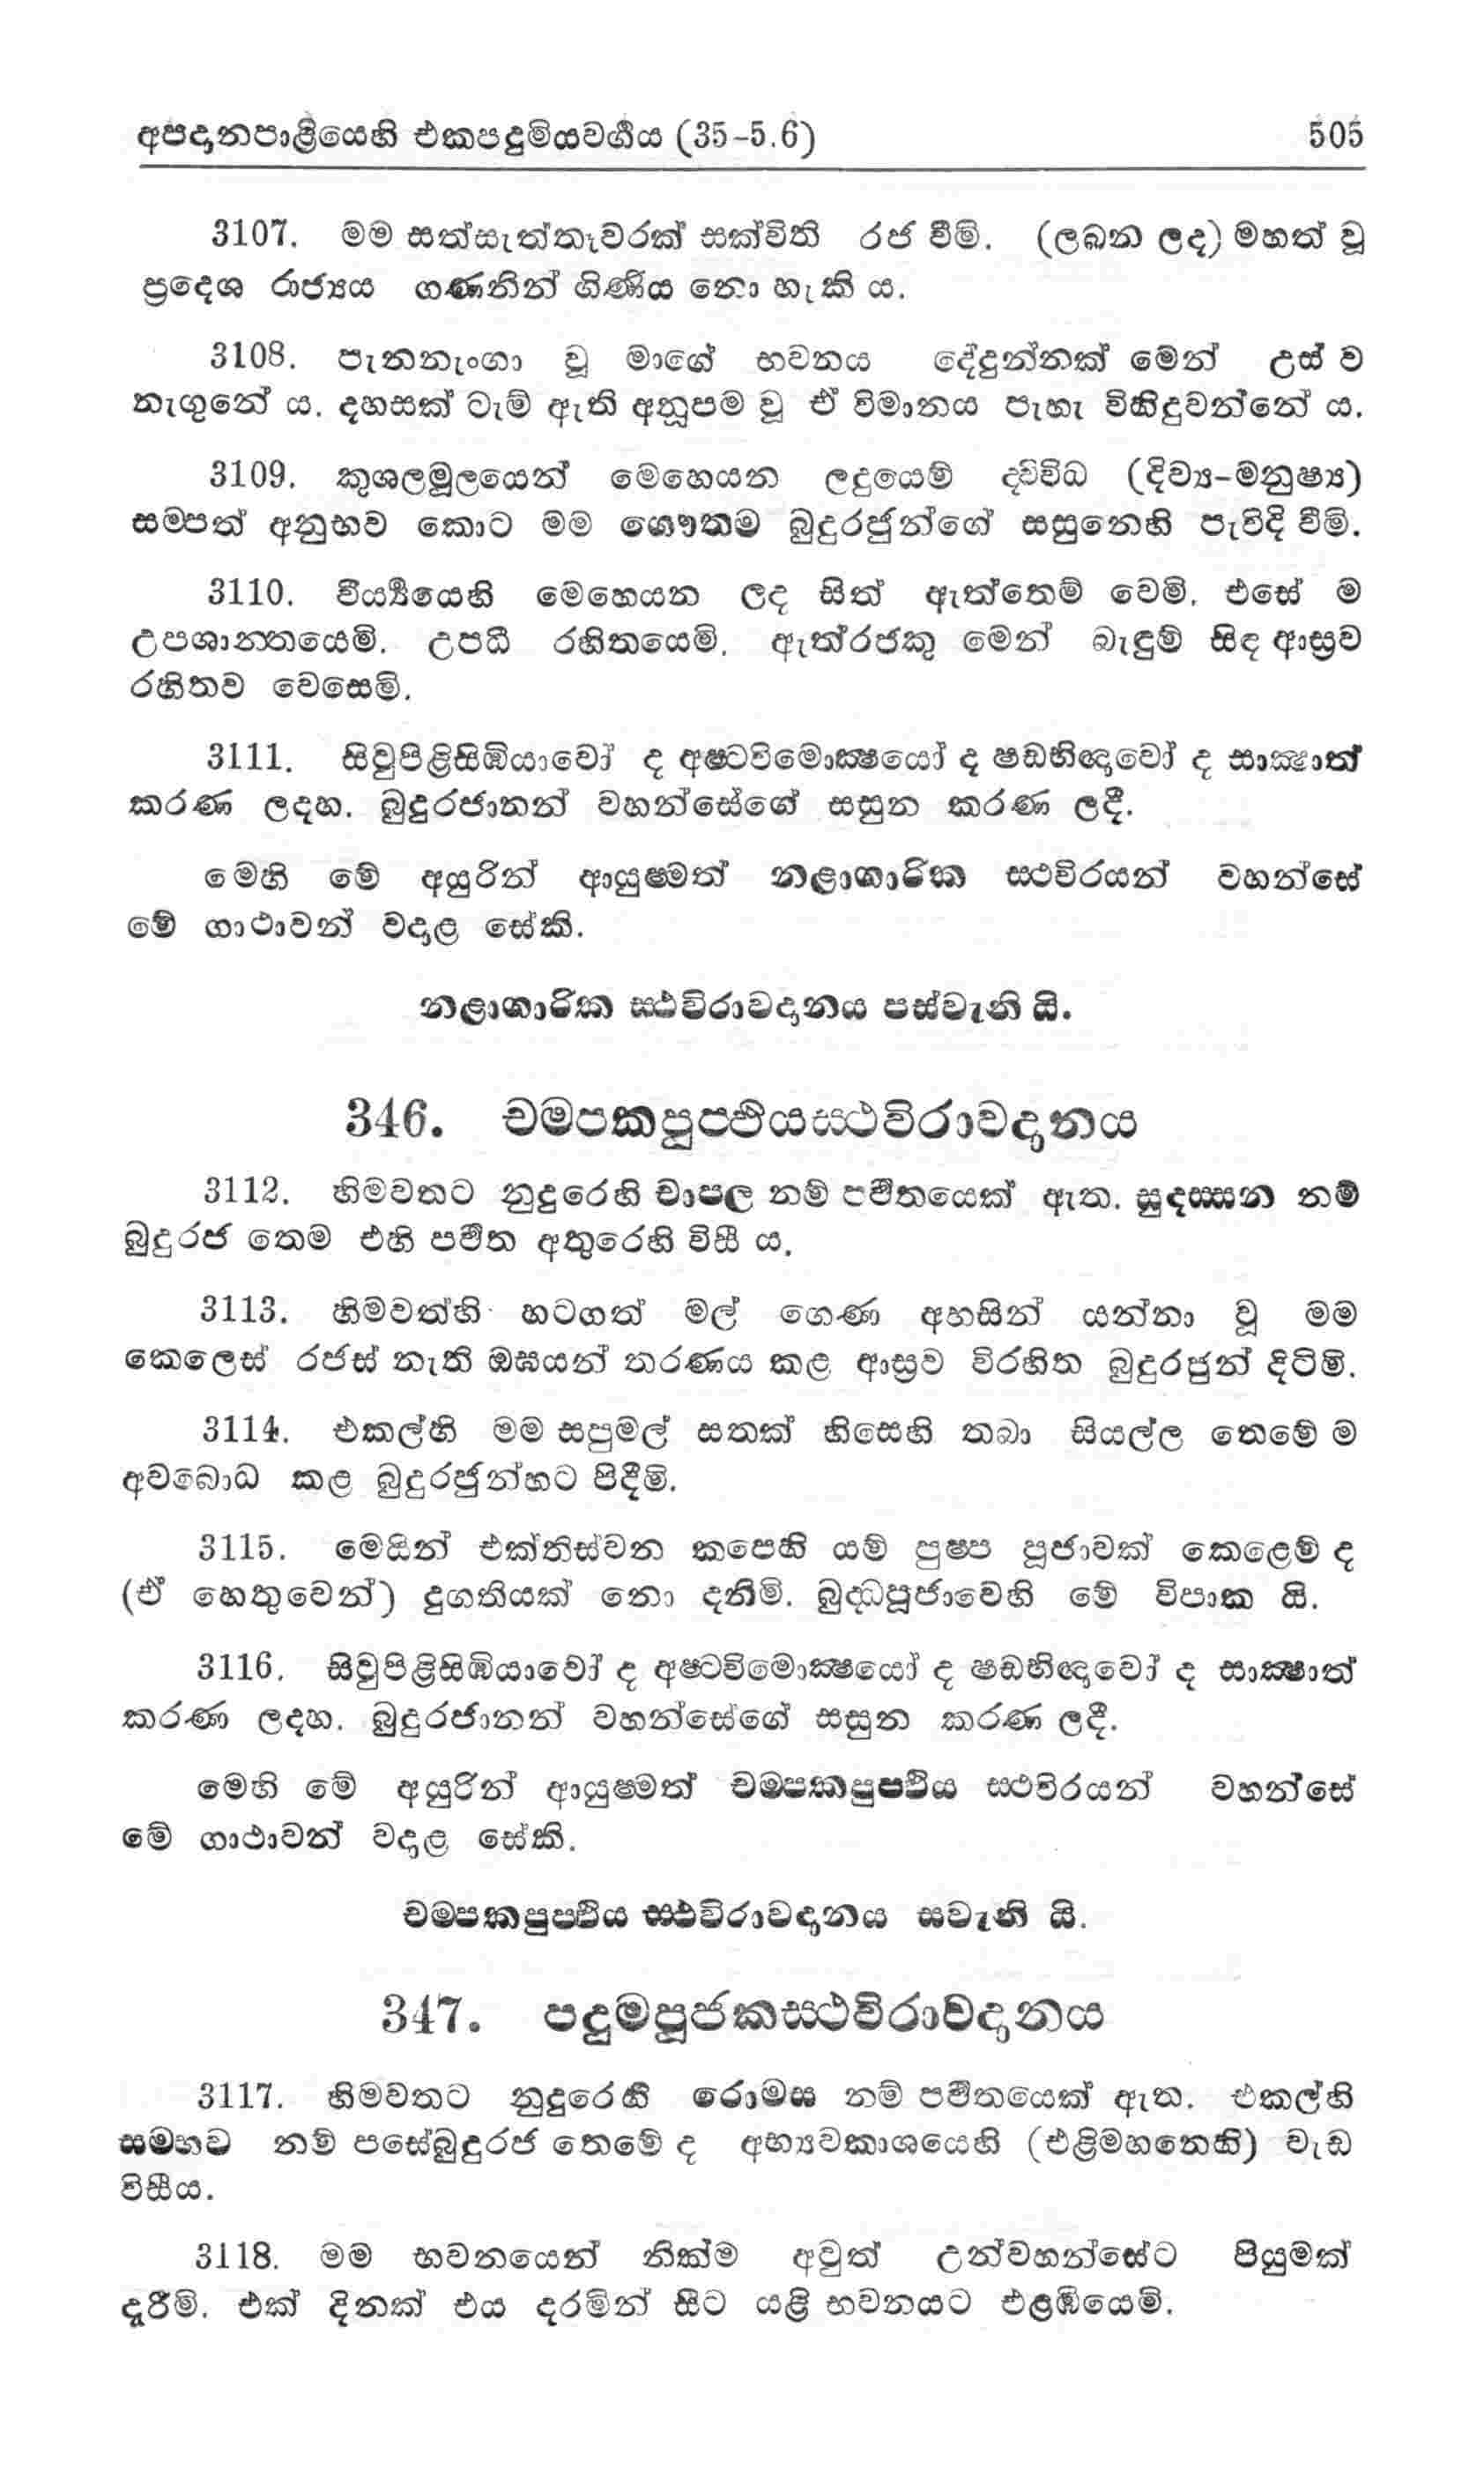 අපදානපාළියෙහි එකපදුමියවර්‍ගය (35-5.6) 505
3107. මම සත්සැත්තෑවරක් සක්විති රජ වීමි. (ලබන ලද) මහත් වූ
ප්‍රදෙශ රාජ්‍යය ගණනින් ගිණිය නො හැකි ය.
3108. පැනනැංගා වූ මාගේ භවනය දේදුන්නක් මෙන් උස් ව
නැගුනේ ය. දහසක් ටැම් ඇති අනූපම වූ ඒ විමානය පැහැ විහිදුවන්නේ ය.
3109. කුශලමූලයෙන් මෙහෙයන ලදුයෙම් ද්‍විවිධ (දිව්‍ය-මනුෂ්‍ය)
සම්පත් අනුභව කොට මම ගෞතම බුදුරජුන්ගේ සසුනෙහි පැවිදි වීමි.
3110. වීර්‍ය්‍යයෙහි මෙහෙයන ලද සිත් ඇත්තෙම් වෙමි. එසේ ම
උපශාන්‍තයෙමි. උපධි රහිතයෙමි. ඇත්රජකු මෙන් බැඳුම් සිඳ ආස්‍රව
රහිතව වෙසෙමි.
3111. සිවුපිළිසිඹියාවෝ ද අෂ්ටවිමොක්‍ෂයෝ ද ෂඩභිඥාවෝ ද සාක්‍ෂාත්
කරණ ලදහ. බුදුරජානන් වහන්සේගේ සසුන කරණ ලදී.
මෙහි මේ අයුරින් ආයුෂ්මත් නළාගාරික ස්‍ථවිරයන් වහන්සේ
මේ ගාථාවන් වදාළ සේකි.
නළාගාරික ස්‍ථවිරාවදානය පස්වැනි යි.
346. චම්පකපුප්ඵියස්‍ථවිරාවදානය
3112. හිමවතට නුදුරෙහි චාපල නම් පර්‍වතයෙක් ඇත. සුදස්සන නම්
බුදුරජ තෙම එහි පර්‍වත අතුරෙහි විසී ය.
3113. හිමවත්හි හටගත් මල් ගෙණ අහසින් යන්නා වූ මම
කෙලෙස් රජස් නැති ඔඝයන් තරණය කළ ආස්‍රව විරහිත බුදුරජුන් දිටිමි.
3114. එකල්හි මම සපුමල් සතක් හිසෙහි තබා සියල්ල තෙමේ ම
අවබොධ කළ බුදුරජුන්හට පිදීමි.
3115. මෙයින් එක්තිස්වන කපෙහි යම් පුෂ්ප පූජාවක් කෙළෙම් ද
(ඒ හෙතුවෙන්) දුගතියක් නො දනිමි. බුද්‍ධපූජාවෙහි මේ විපාක යි.
3116. සිවුපිළිසිඹියාවෝ ද අෂ්ටවිමොක්‍ෂයෝ ද ෂඩභිඥාවෝ ද සාක්‍ෂාත්
කරණ ලදහ. බුදුරජානන් වහන්සේගේ සසුන කරණ ලදී.
මෙහි මේ අයුරින් ආයුෂ්මත් චම්පකපුප්ඵිය ස්‍ථවිරයන් වහන්සේ
මේ ගාථාවන් වදාළ සේකි.
චම්පකපුප්ඵිය ස්‍ථවිරාවදානය සවැනි යි.
347. පදුමපූජකස්‍ථවිරාවදානය
3117. හිමවතට නුදුරෙහි රොමස නම් පර්‍වතයෙක් ඇත. එකල්හි
සම්භව නම් පසේබුදුරජ තෙමේ ද අභ්‍යවකාශයෙහි (එළිමහනෙහි) වැඩ
විසීය.
3118. මම භවනයෙන් නික්ම අවුත් උන්වහන්සේට පියුමක්
දැරීමි. එක් දිනක් එය දරමින් සිට යළි භවනයට එළඹියෙමි.